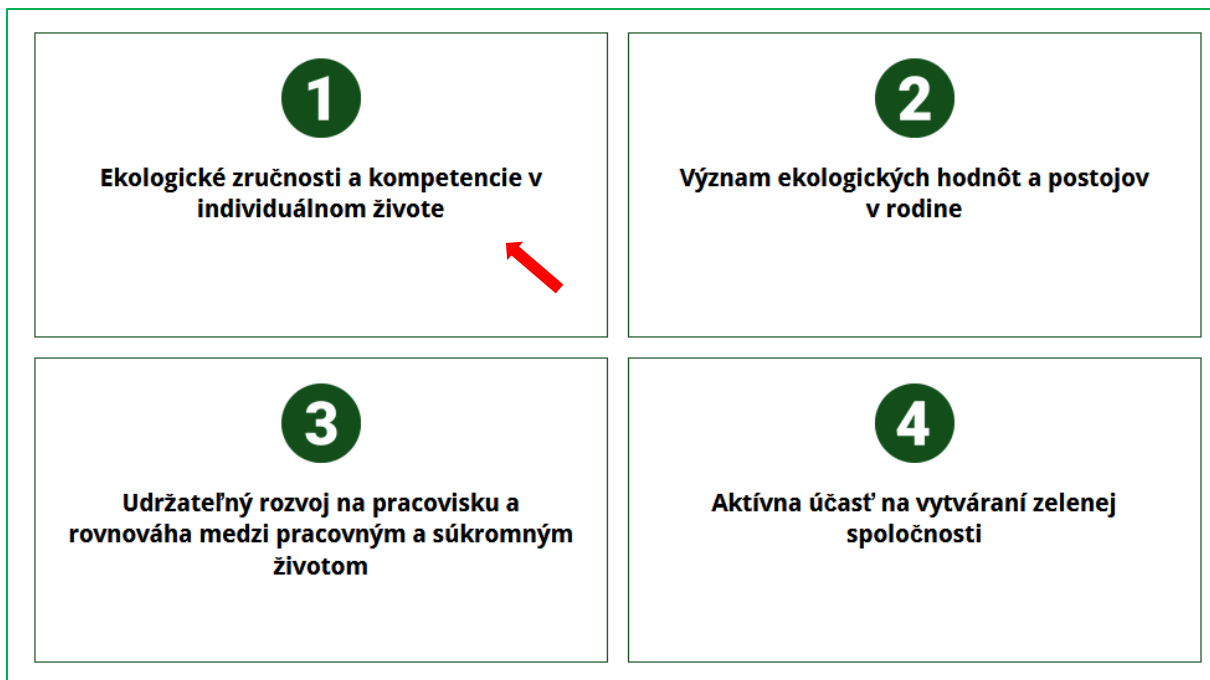 1
Ekologické zručnosti a kompetencie v
individuálnom živote
2
Význam ekologických hodnôt a postojov
v rodine
3
Udržateľný rozvoj na pracovisku a
rovnováha medzi pracovným a súkromným
životom
4
Aktívna účasť na vytváraní zelenej
spoločnosti